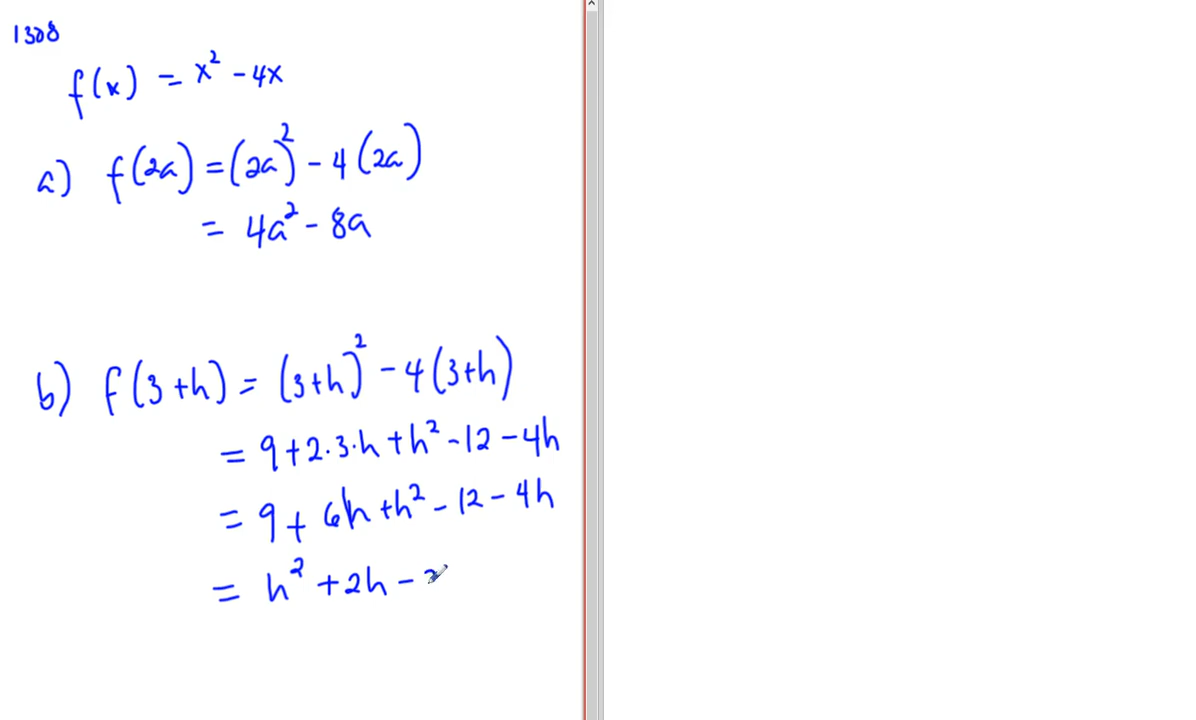 1308
f(x) = x² - 4x
a) f(2a) = (2a)² - 4(2a)
= 4a² - 8a
b) f(3+h) = (3+h)² - 4(3+h)
= 9+2·3·h+h²-12-4h
= 9+6h+h²-12-4h
= h²+2h-